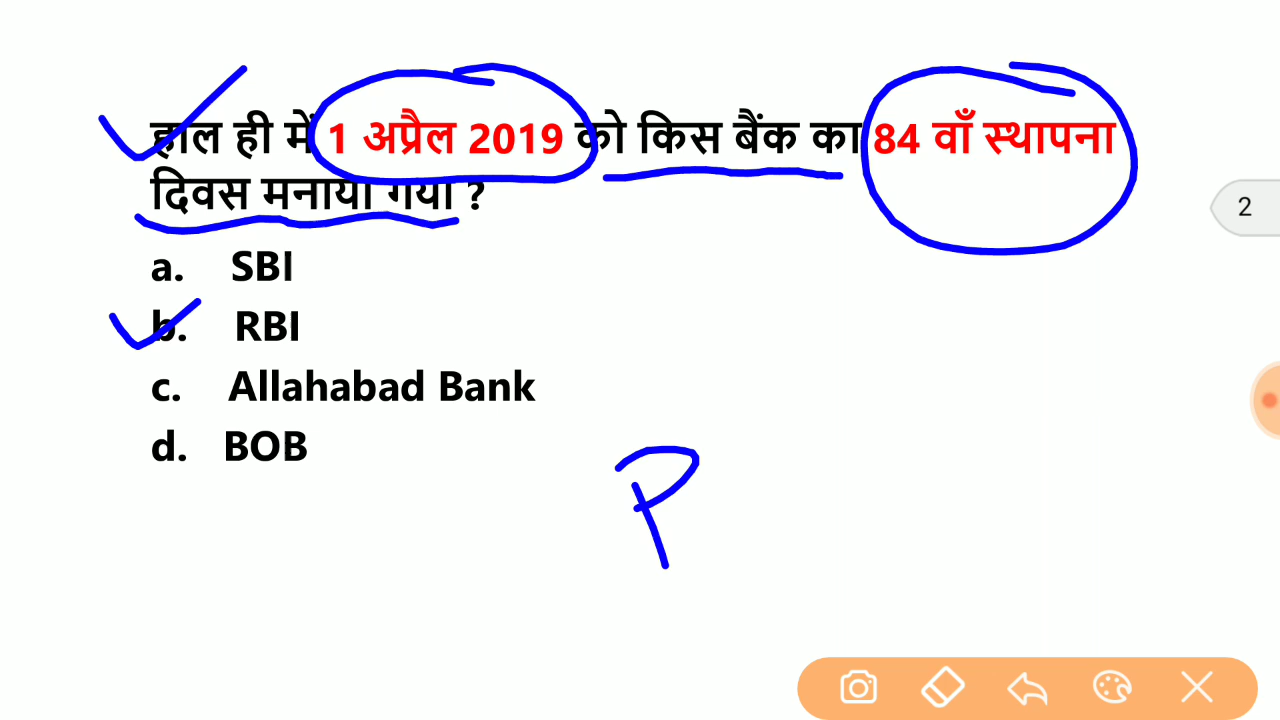 हाल ही में 1 अप्रैल 2019 को किस बैंक का 84 वाँ स्थापना
दिवस मनाया गया ?
2
a. SBI
b. RBI
c. Allahabad Bank
d. BOB
P